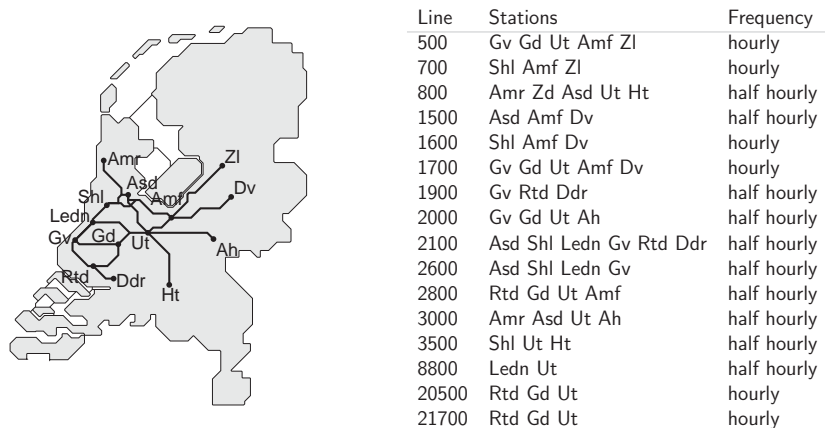 Amr
Zl
Asd
Dv
Shl
Amf
Ledn
Gv
Gd
Ut
Ah
Rtd
Ddr
Ht
Line Stations Frequency
500 Gv Gd Ut Amf Zl hourly
700 Shl Amf Zl hourly
800 Amr Zd Asd Ut Ht half hourly
1500 Asd Amf Dv half hourly
1600 Shl Amf Dv hourly
1700 Gv Gd Ut Amf Dv hourly
1900 Gv Rtd Ddr half hourly
2000 Gv Gd Ut Ah half hourly
2100 Asd Shl Ledn Gv Rtd Ddr half hourly
2600 Asd Shl Ledn Gv half hourly
2800 Rtd Gd Ut Amf half hourly
3000 Amr Asd Ut Ah half hourly
3500 Shl Ut Ht half hourly
8800 Ledn Ut half hourly
20500 Rtd Gd Ut hourly
21700 Rtd Gd Ut hourly